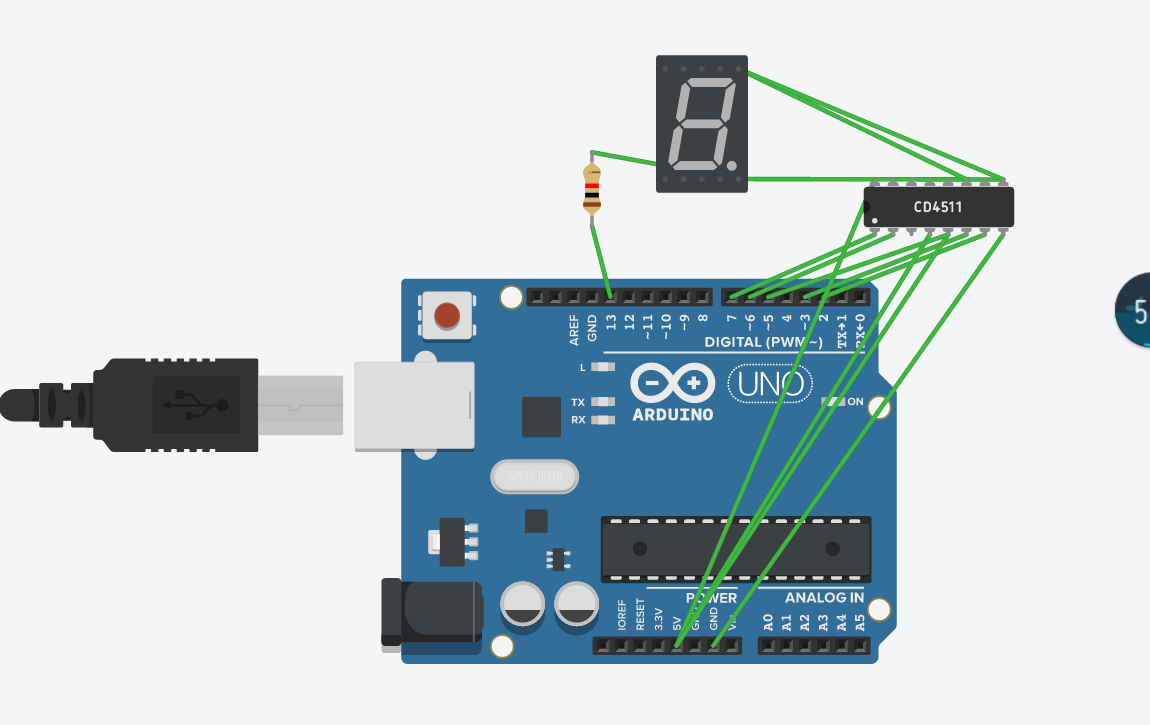 CD4511
AREF
GND
13
12
~11
~10
~9
8
7
~6
~5
4
~3
2
TX→1
RX←0
DIGITAL (PWM~)
L
TX
RX
UNO
ARDUINO
ON
5
SPX16.000G
POWER
ANALOG IN
IOREF
RESET
3.3V
5V
GND
GND
VIN
A0
A1
A2
A3
A4
A5